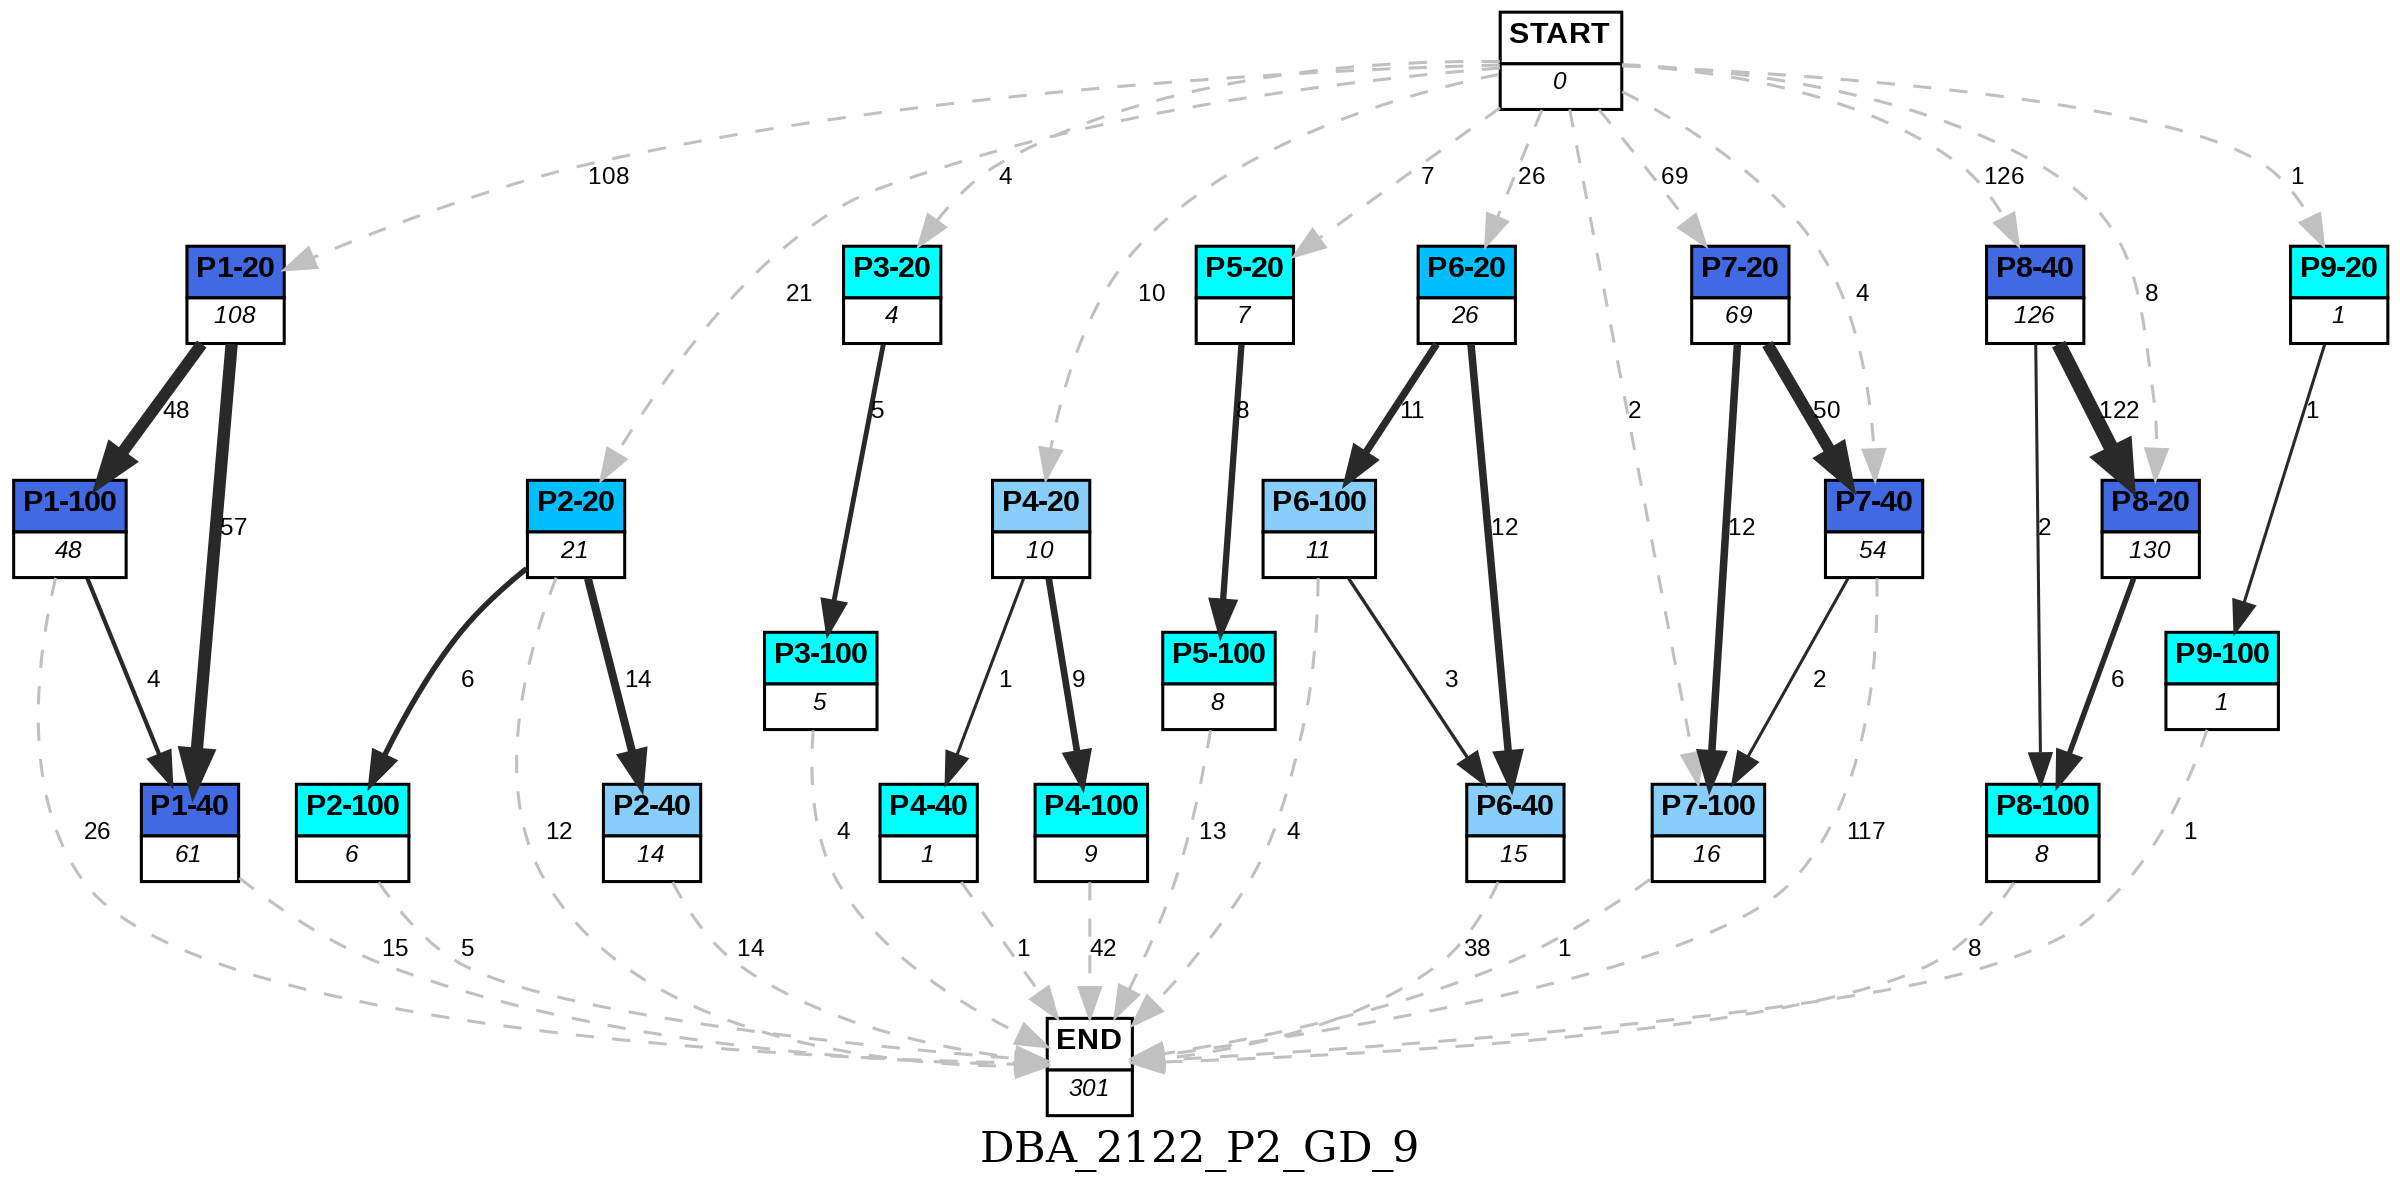 START
0
108
4
7
26
69
126
1
P1-20
108
P3-20
4
P5-20
7
P6-20
26
P7-20
69
P8-40
126
P9-20
1
21
10
4
8
48
5
8
11
2
50
122
1
P1-100
48
P2-20
21
P4-20
10
P6-100
11
P7-40
54
P8-20
130
57
12
12
2
P3-100
5
P5-100
8
P9-100
1
4
6
14
1
9
3
2
6
P1-40
61
P2-100
6
P2-40
14
P4-40
1
P4-100
9
P6-40
15
P7-100
16
P8-100
8
26
12
4
13
4
117
1
15
5
14
1
42
38
1
8
END
301
DBA_2122_P2_GD_9